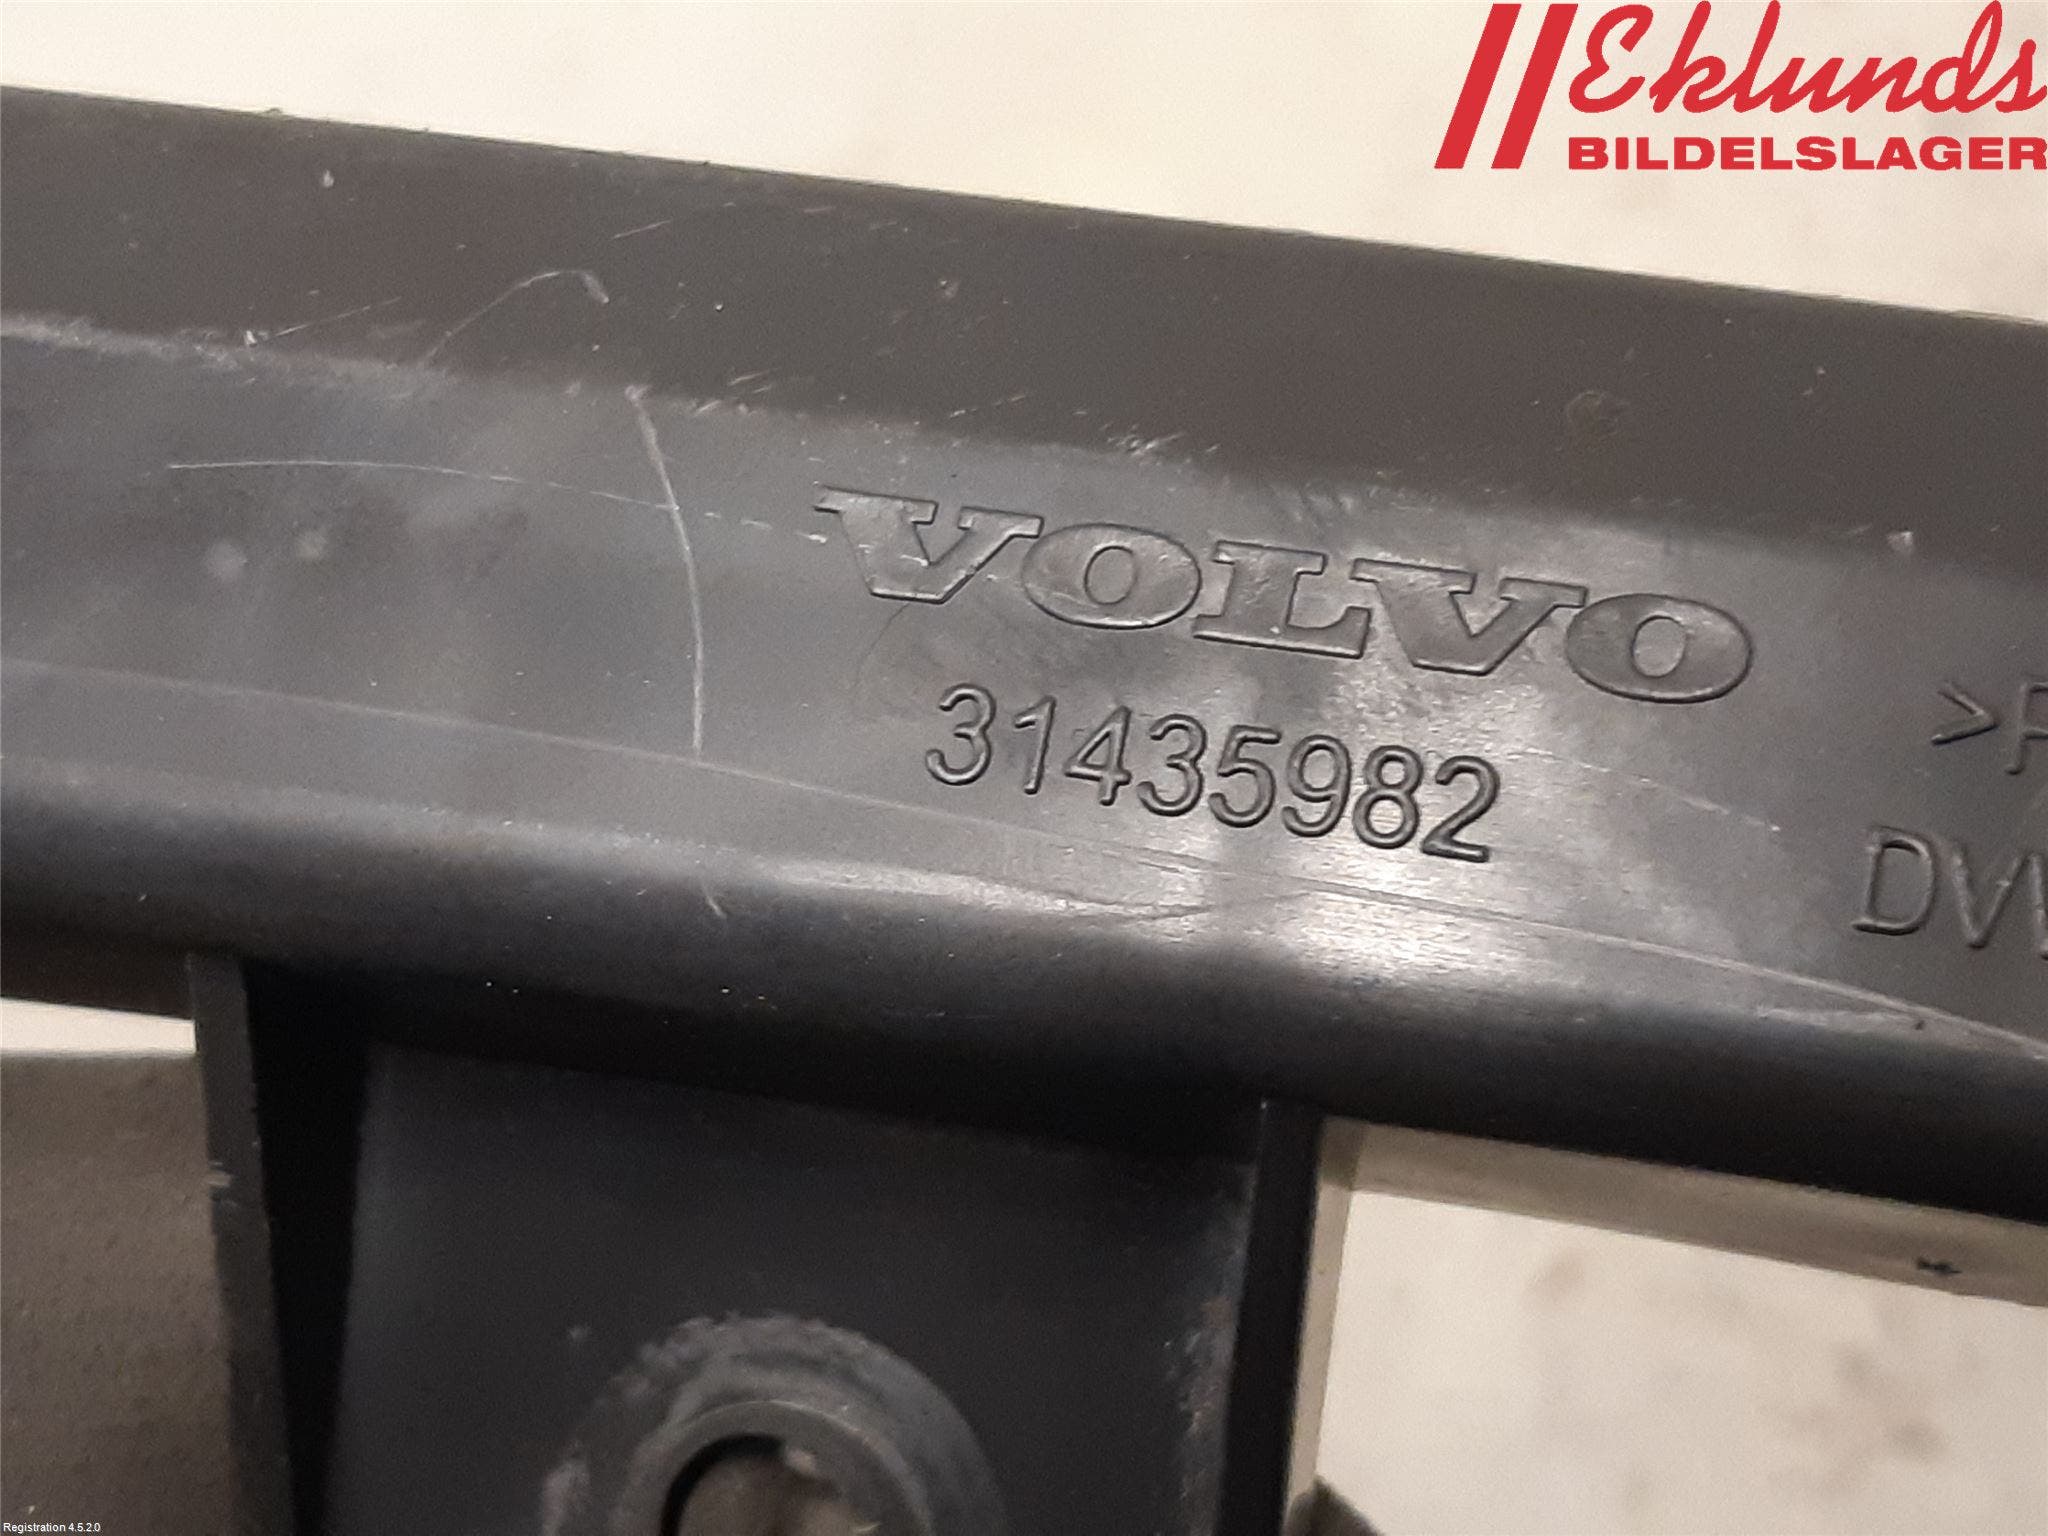 Eklunds
BILDELSLAGER
VOLVO
31435982
Registration 4.5.2.0